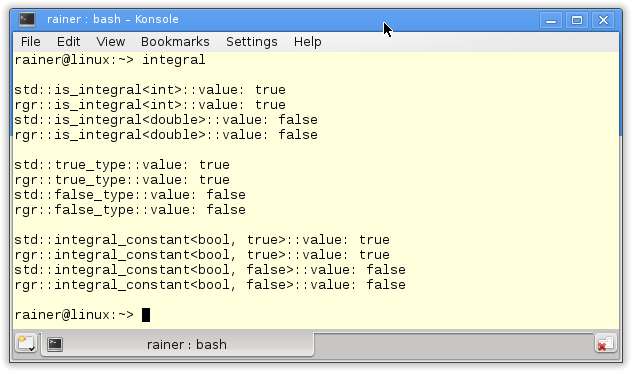 rainer : bash – Konsole
File Edit View Bookmarks Settings Help
rainer@linux:~> integral
std::is_integral<int>::value: true
rgr::is_integral<int>::value: true
std::is_integral<double>::value: false
rgr::is_integral<double>::value: false
std::true_type::value: true
rgr::true_type::value: true
std::false_type::value: false
rgr::false_type::value: false
std::integral_constant<bool, true>::value: true
rgr::integral_constant<bool, true>::value: true
std::integral_constant<bool, false>::value: false
rgr::integral_constant<bool, false>::value: false
rainer@linux:~>
rainer : bash